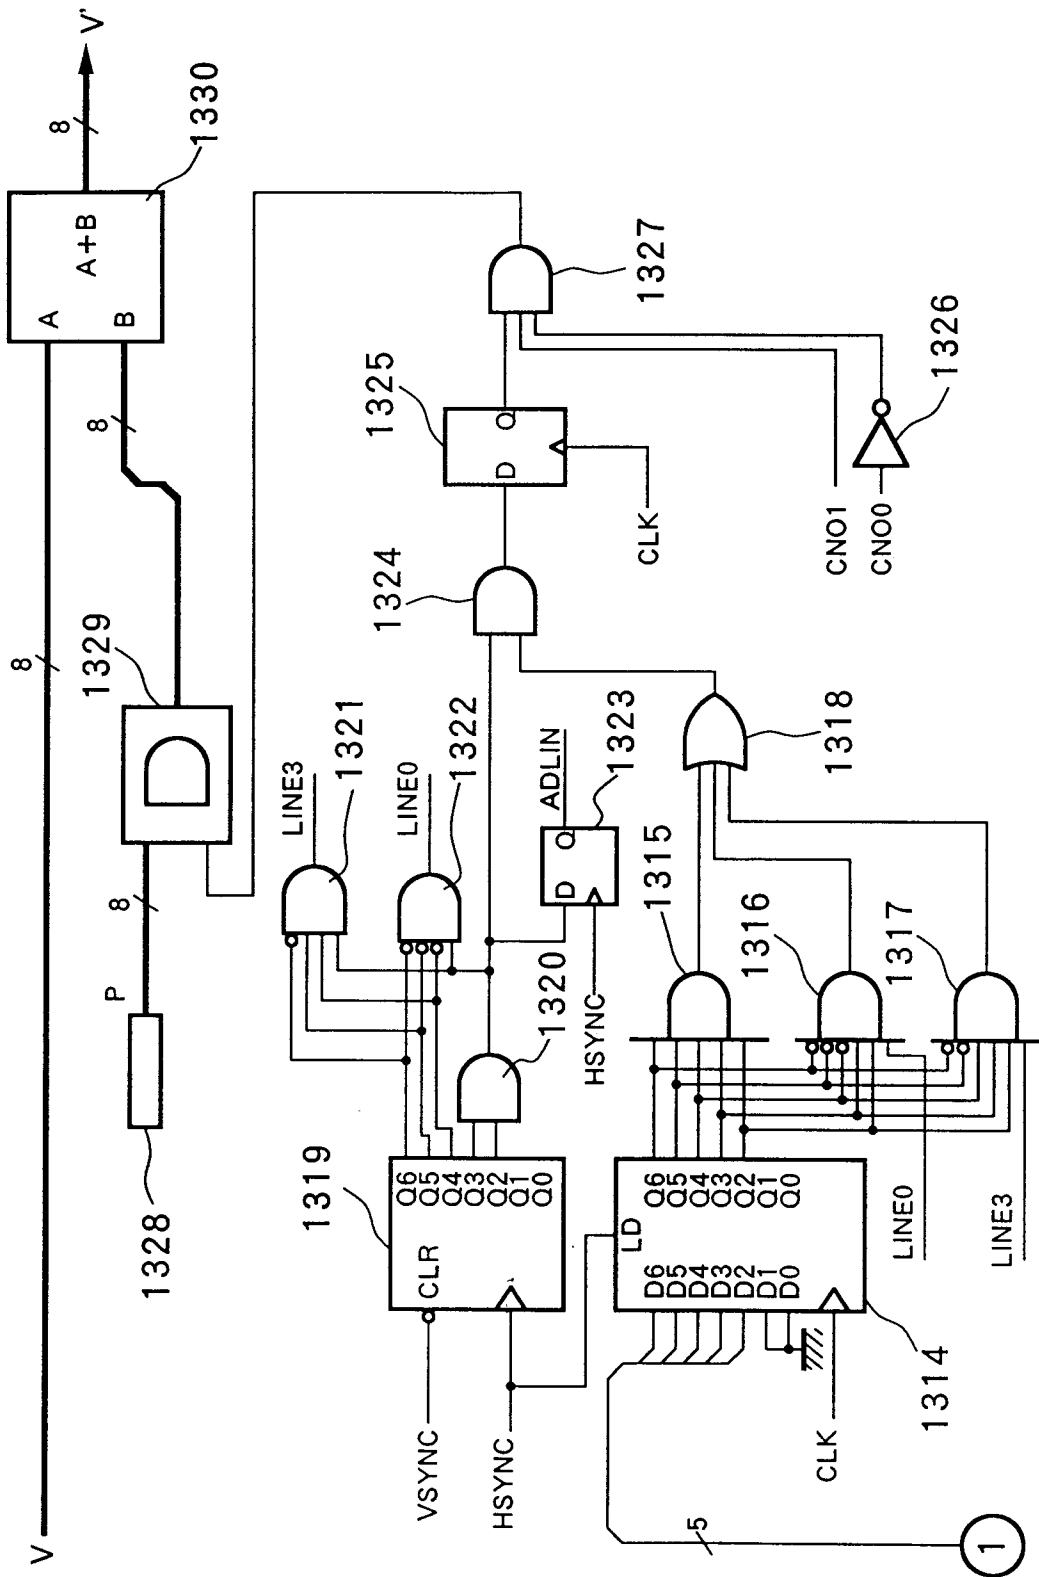 V
8
A
A+B
B
8
V'
1330
1328
P
8
1329
8
LINE3
1321
LINE0
1322
1319
CLR
Q6
Q5
Q4
Q3
Q2
Q1
Q0
VSYNC
HSYNC
1320
HSYNC
D
Q
ADLIN
1323
1324
D
Q
1325
CLK
1327
CNO1
CNO0
1326
LD
D6
D5
D4
D3
D2
D1
D0
Q6
Q5
Q4
Q3
Q2
Q1
Q0
1314
CLK
5
1
LINE0
LINE3
1315
1316
1317
1318